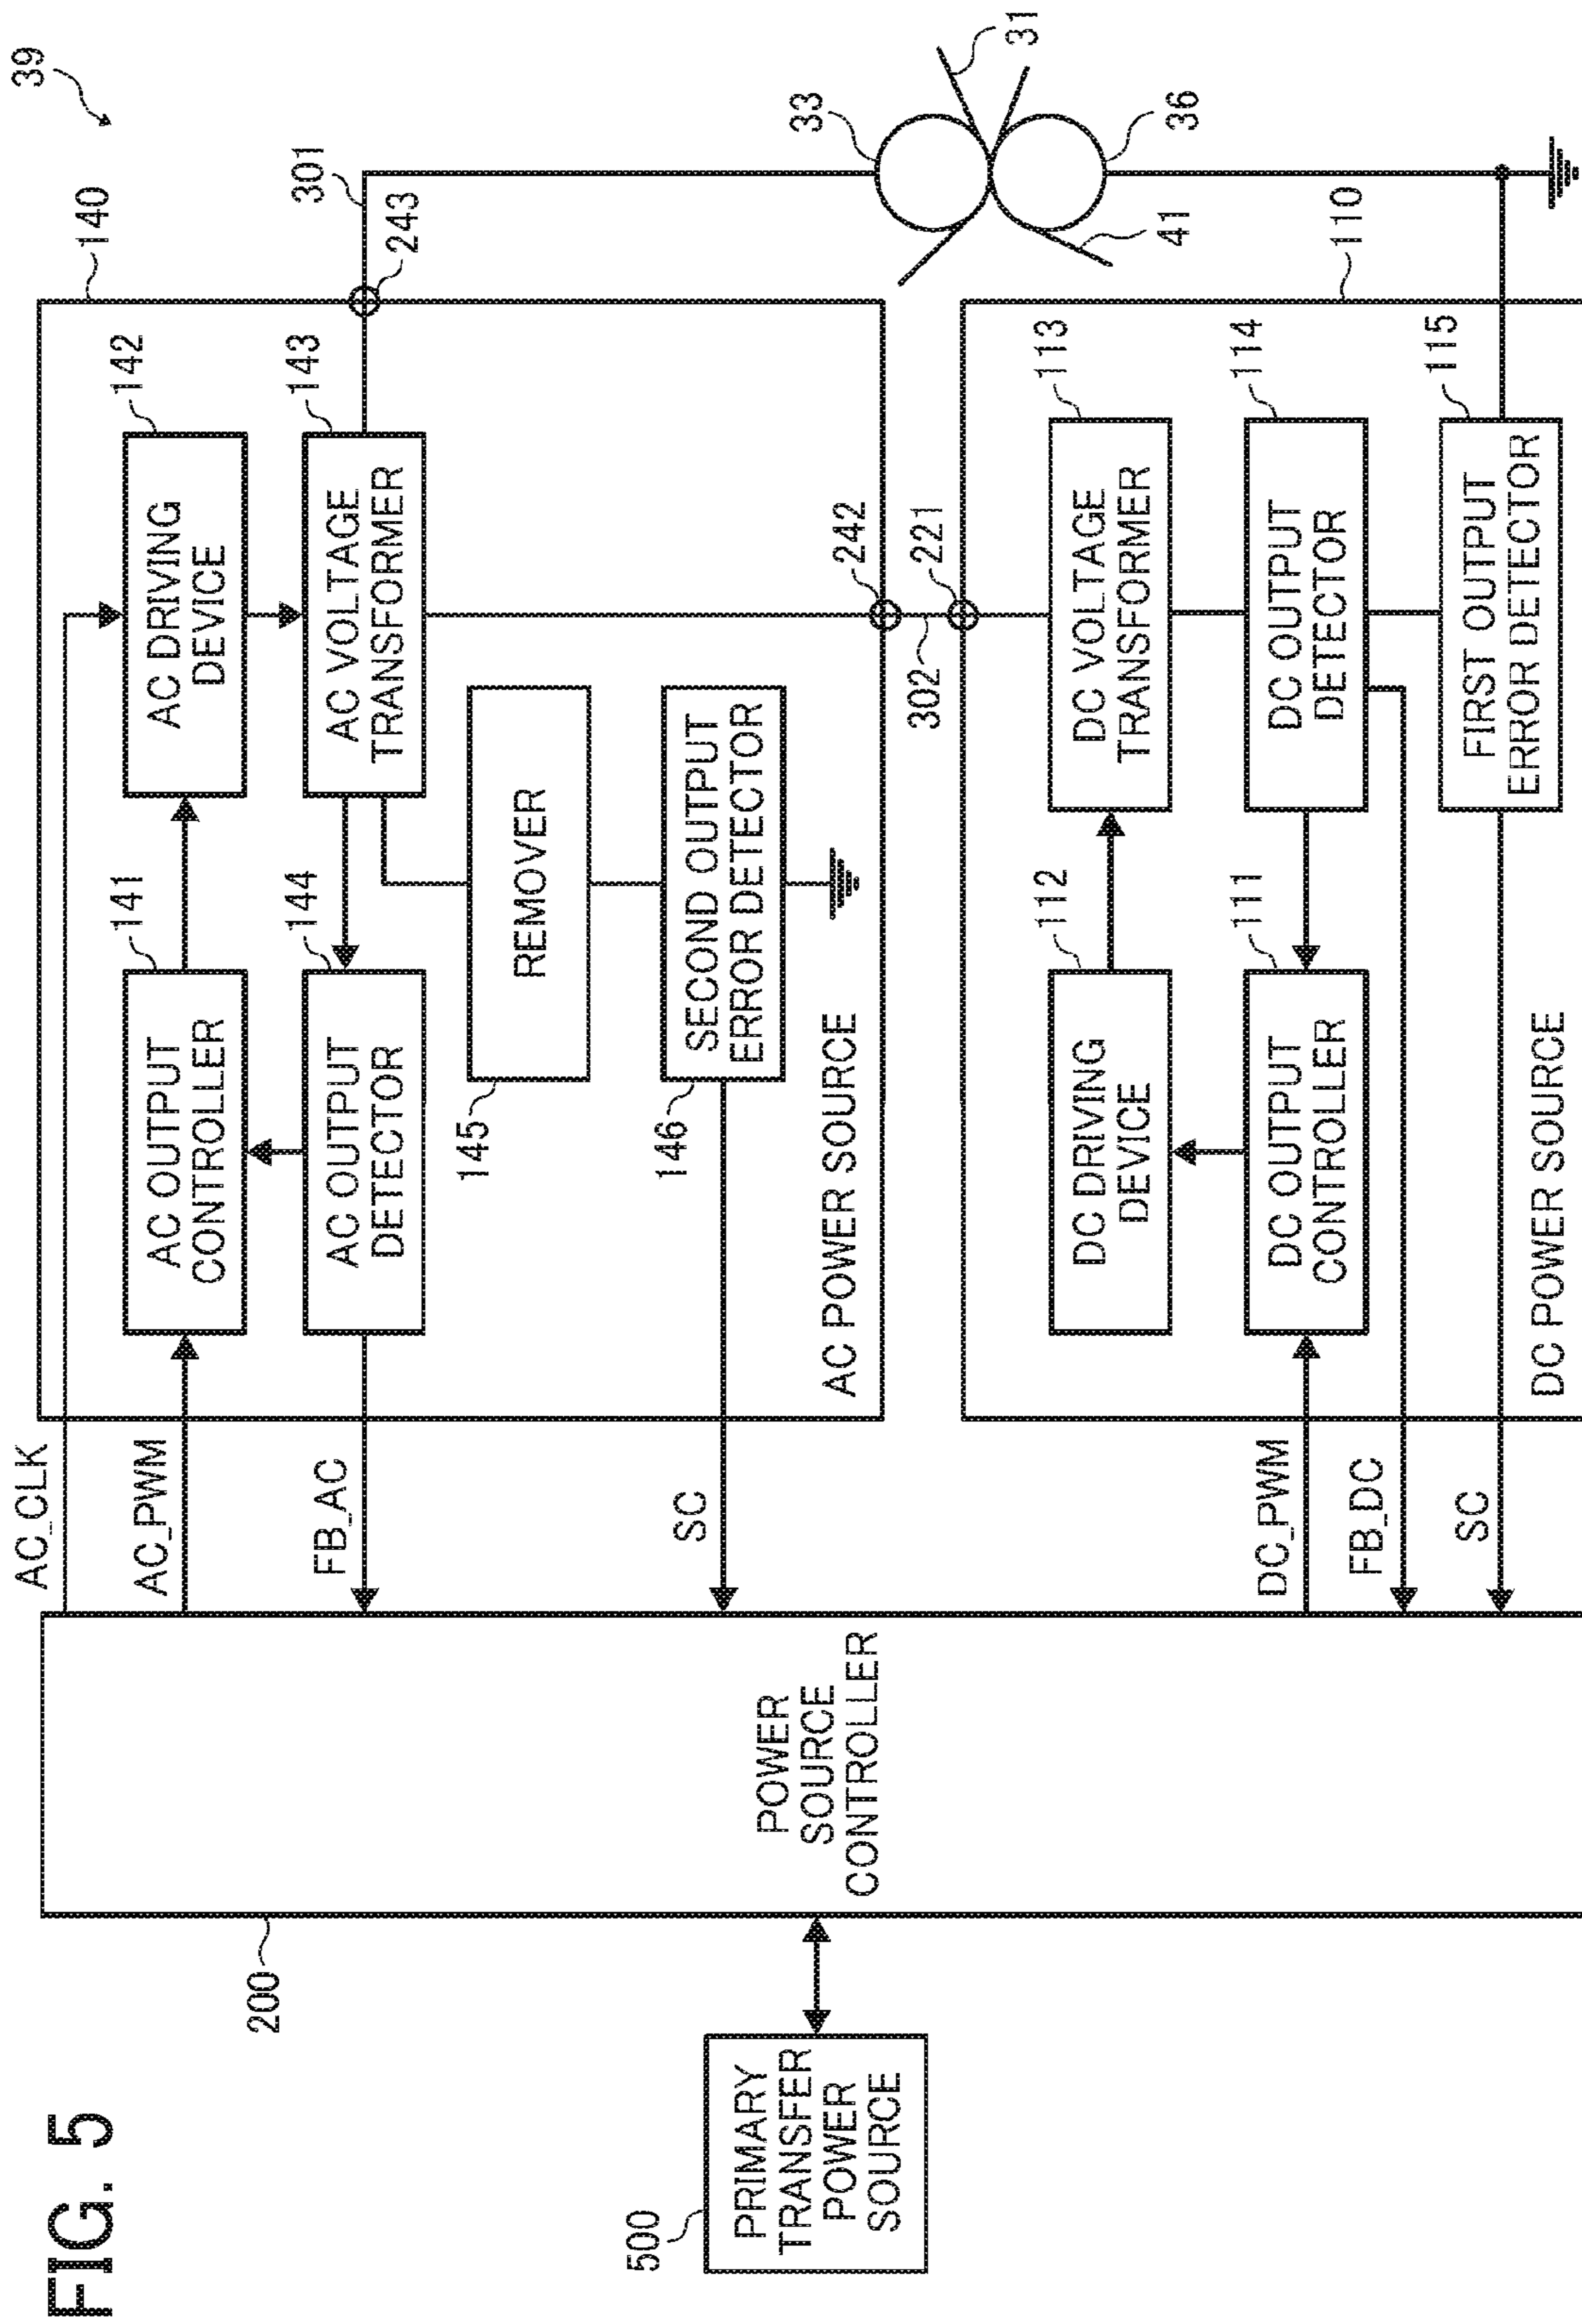 FIG. 5
39
500
PRIMARY
TRANSFER
POWER
SOURCE
200
POWER
SOURCE
CONTROLLER
AC_CLK
AC_PWM
FB_AC
SC
DC_PWM
FB_DC
SC
140
141
AC OUTPUT
CONTROLLER
142
AC DRIVING
DEVICE
144
AC OUTPUT
DETECTOR
143
AC VOLTAGE
TRANSFORMER
145
REMOVER
146
SECOND OUTPUT
ERROR DETECTOR
AC POWER SOURCE
243
301
242
302
221
110
112
DC DRIVING
DEVICE
113
DC VOLTAGE
TRANSFORMER
111
DC OUTPUT
CONTROLLER
114
DC OUTPUT
DETECTOR
115
FIRST OUTPUT
ERROR DETECTOR
DC POWER SOURCE
33
31
36
41